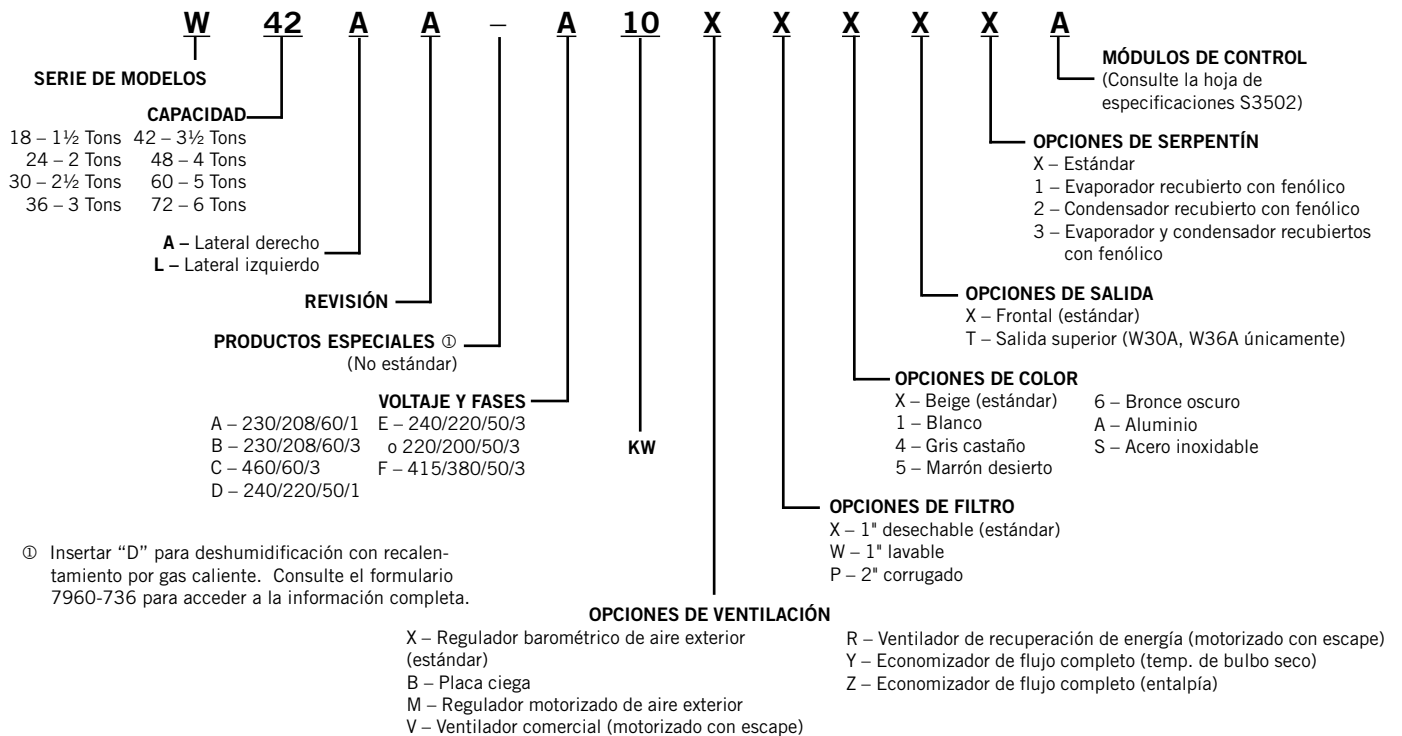 W 42 A A – A 10 X X X X X A
SERIE DE MODELOS
CAPACIDAD
18 – 1½ Tons 42 – 3½ Tons
24 – 2 Tons 48 – 4 Tons
30 – 2½ Tons 60 – 5 Tons
36 – 3 Tons 72 – 6 Tons
A – Lateral derecho
L – Lateral izquierdo
REVISIÓN
PRODUCTOS ESPECIALES ①
(No estándar)
VOLTAJE Y FASES
A – 230/208/60/1 E – 240/220/50/3
B – 230/208/60/3 o 220/200/50/3
C – 460/60/3 F – 415/380/50/3
D – 240/220/50/1
KW
MÓDULOS DE CONTROL
(Consulte la hoja de
especificaciones S3502)
OPCIONES DE SERPENTÍN
X – Estándar
1 – Evaporador recubierto con fenólico
2 – Condensador recubierto con fenólico
3 – Evaporador y condensador recubiertos
con fenólico
OPCIONES DE SALIDA
X – Frontal (estándar)
T – Salida superior (W30A, W36A únicamente)
OPCIONES DE COLOR
X – Beige (estándar) 6 – Bronce oscuro
1 – Blanco A – Aluminio
4 – Gris castaño S – Acero inoxidable
5 – Marrón desierto
OPCIONES DE FILTRO
X – 1" desechable (estándar)
W – 1" lavable
P – 2" corrugado
① Insertar “D” para deshumidificación con recalen-
tamiento por gas caliente. Consulte el formulario
7960-736 para acceder a la información completa.
OPCIONES DE VENTILACIÓN
X – Regulador barométrico de aire exterior
(estándar)
B – Placa ciega
M – Regulador motorizado de aire exterior
V – Ventilador comercial (motorizado con escape)
R – Ventilador de recuperación de energía (motorizado con escape)
Y – Economizador de flujo completo (temp. de bulbo seco)
Z – Economizador de flujo completo (entalpía)